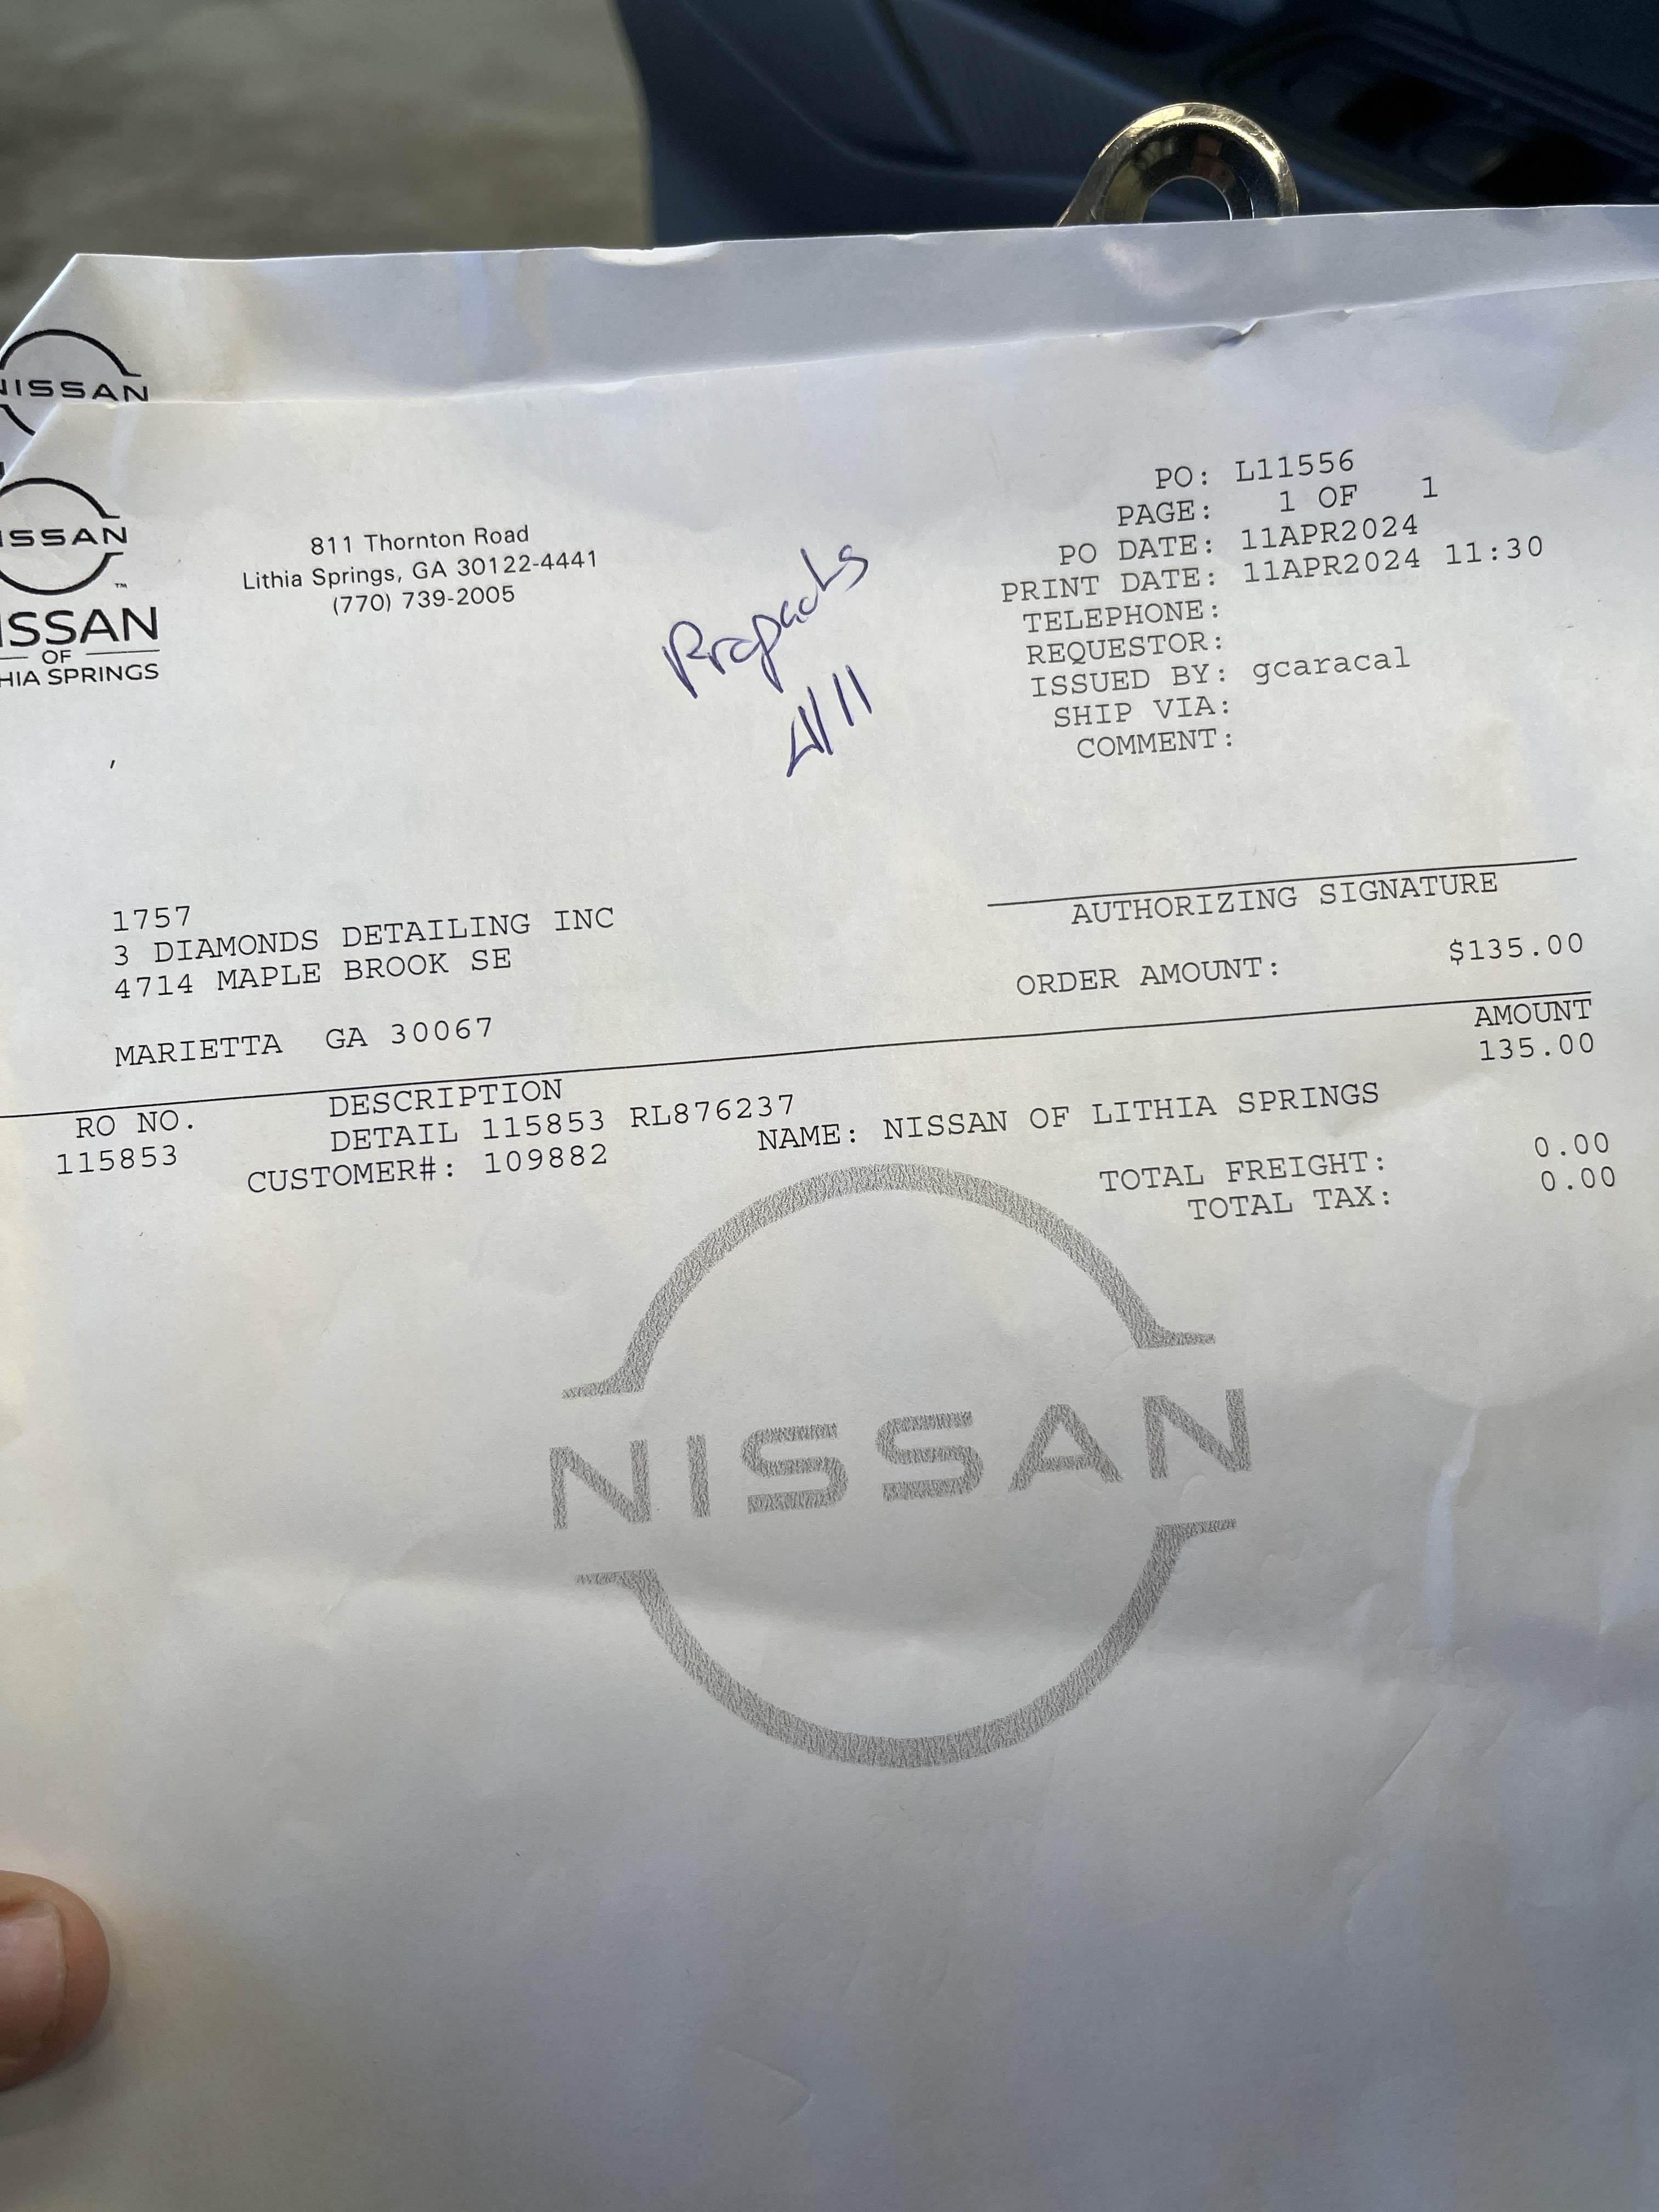 NISSAN
ISSAN
ISSAN
OF
HIA SPRINGS
811 Thornton Road
Lithia Springs, GA 30122-4441
(770) 739-2005
4/11
PO: L11556
PAGE: 1 OF 1
PO DATE: 11APR2024
PRINT DATE: 11APR2024 11:30
TELEPHONE:
REQUESTOR:
ISSUED BY: gcaracal
SHIP VIA:
COMMENT:
1757
3 DIAMONDS DETAILING INC
4714 MAPLE BROOK SE
MARIETTA GA 30067
AUTHORIZING SIGNATURE
ORDER AMOUNT: $135.00
RO NO. DESCRIPTION AMOUNT
115853 DETAIL 115853 RL876237 135.00
CUSTOMER#: 109882 NAME: NISSAN OF LITHIA SPRINGS
TOTAL FREIGHT: 0.00
TOTAL TAX: 0.00
NISSAN